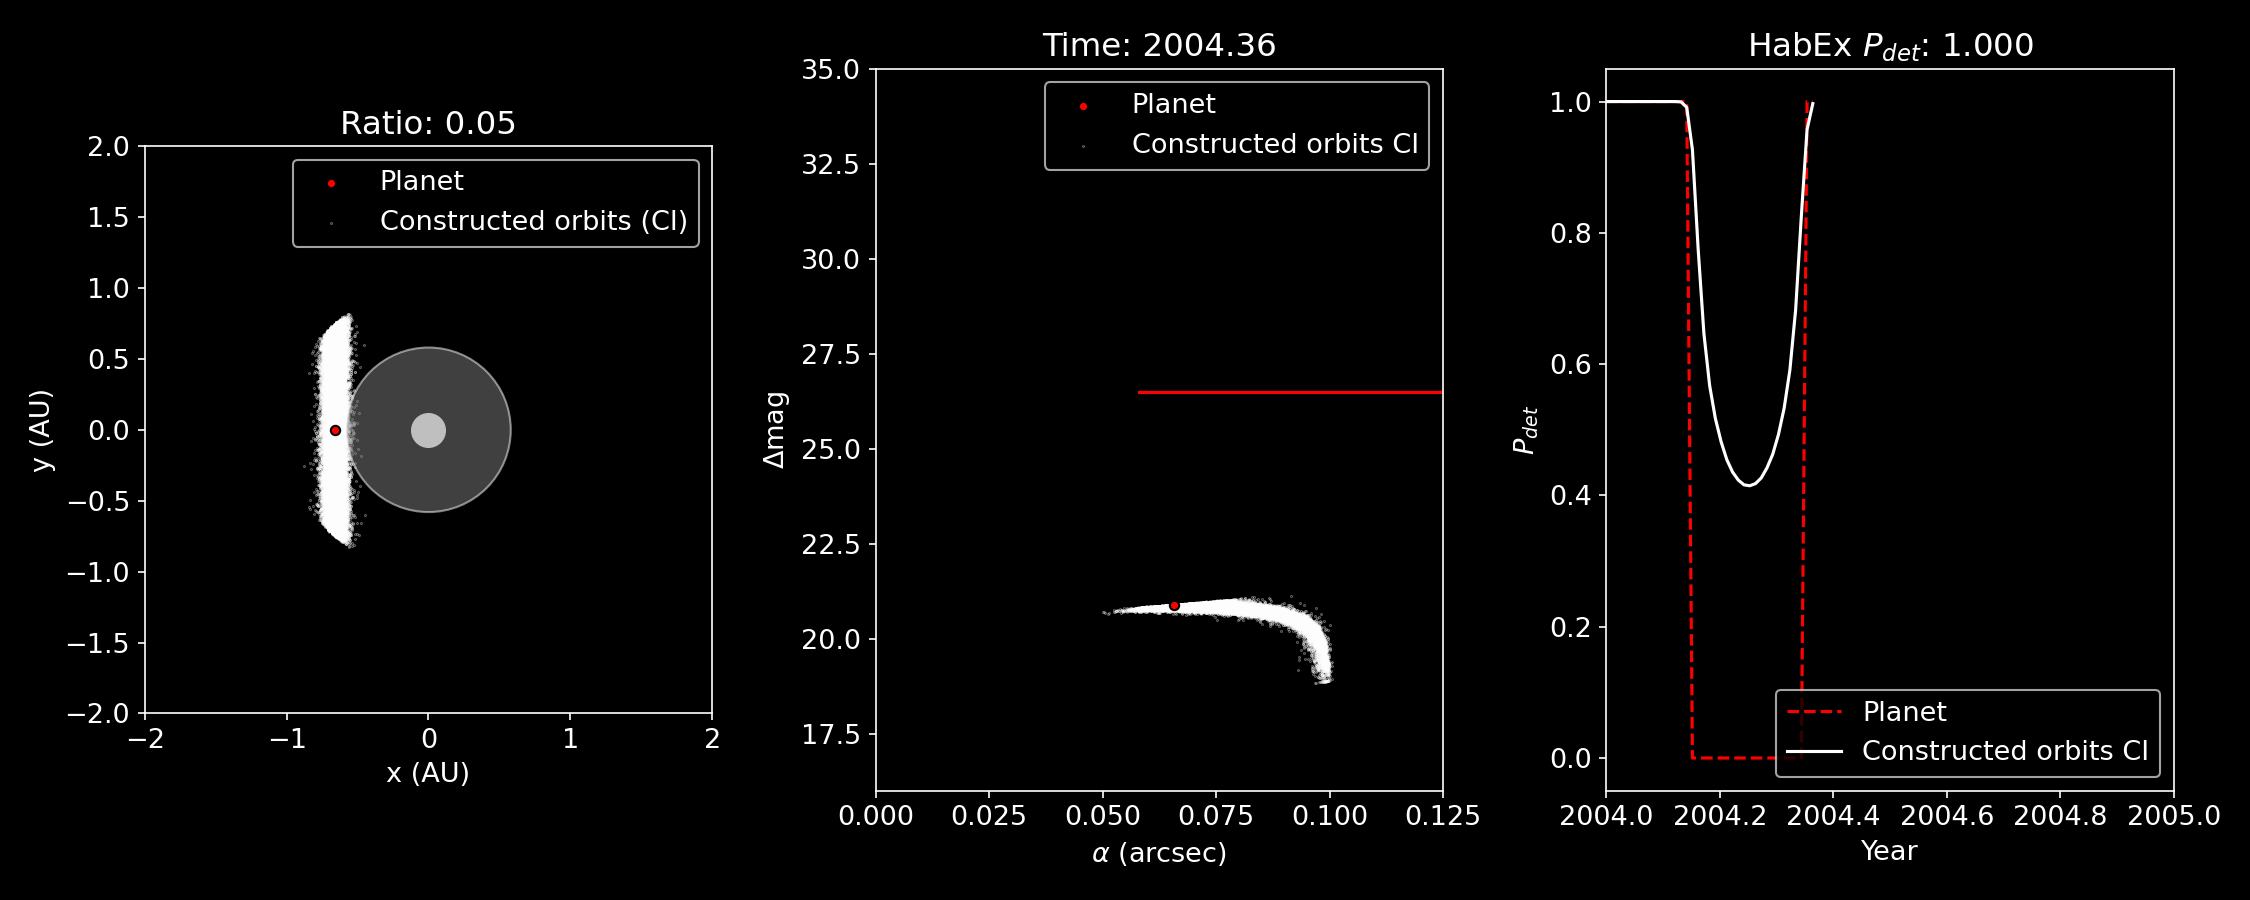 Ratio: 0.05
2.0
1.5
1.0
0.5
0.0
−0.5
−1.0
−1.5
−2.0
y (AU)
Planet
Constructed orbits (CI)
−2
−1
0
1
2
x (AU)
Time: 2004.36
35.0
32.5
30.0
27.5
25.0
22.5
20.0
17.5
Δmag
Planet
Constructed orbits CI
0.000
0.025
0.050
0.075
0.100
0.125
α (arcsec)
HabEx P_det: 1.000
1.0
0.8
0.6
0.4
0.2
0.0
P_det
Planet
Constructed orbits CI
2004.0
2004.2
2004.4
2004.6
2004.8
2005.0
Year